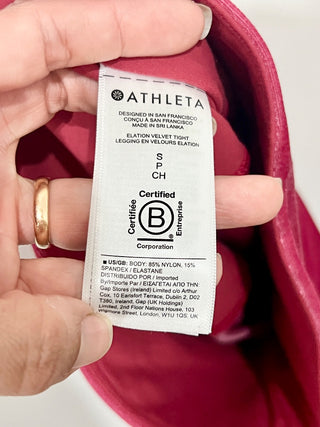 ATHLETA
DESIGNED IN SAN FRANCISCO
CONÇU À SAN FRANCISCO
MADE IN SRI LANKA
ELATION VELVET TIGHT
LEGGING EN VELOURS ELATION
S
P
CH
Certified
Certifiée
B
Entreprise
Corporation
■ US/GB: BODY: 85% NYLON, 15%
SPANDEX / ELASTANE
DISTRIBUIDO POR / Imported
By/Importe Par / ΕΙΣΑΓΕΤΑΙ ΑΠΟ /
Gap Stores (Ireland) Limited c/o Arthur
Cox, 10 Earlsfort Terrace, Dublin 2, D02
T380, Ireland, Gap (UK Holdings)
Limited, 2nd Floor Nations House, 103
Wigmore Street, London, W1U 1QS. UK